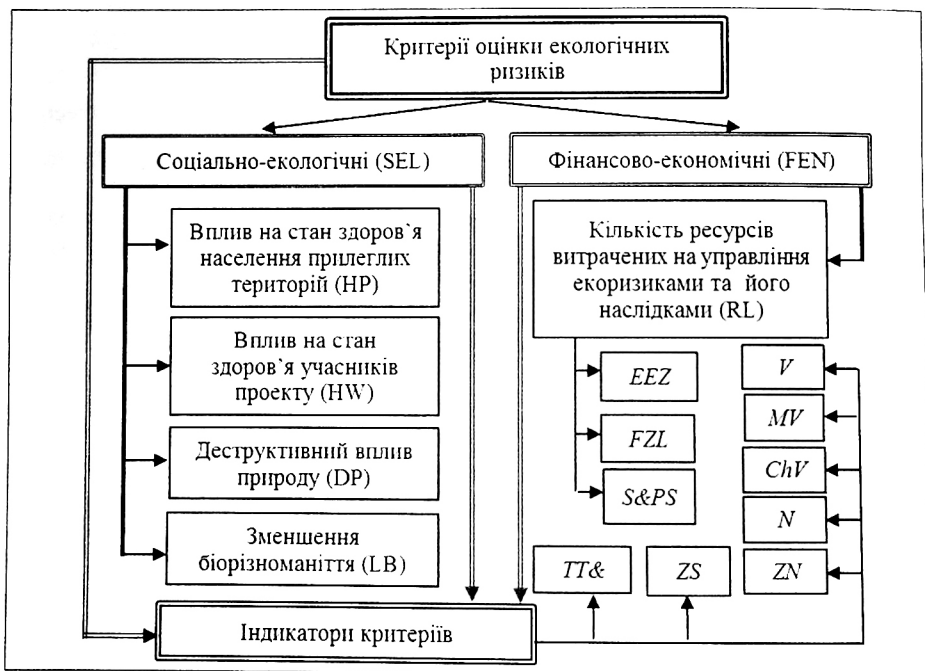 Критерії оцінки екологічних
ризиків
Соціально-екологічні (SEL)
Фінансово-економічні (FEN)
Вплив на стан здоров`я
населення прилеглих
територій (HP)
Вплив на стан
здоров`я учасників
проекту (HW)
Деструктивний вплив
природу (DP)
Зменшення
біорізноманіття (LB)
Кількість ресурсів
витрачених на управління
екоризиками та його
наслідками (RL)
EEZ
FZL
S&PS
V
MV
ChV
N
ZN
TT&
ZS
Індикатори критеріїв